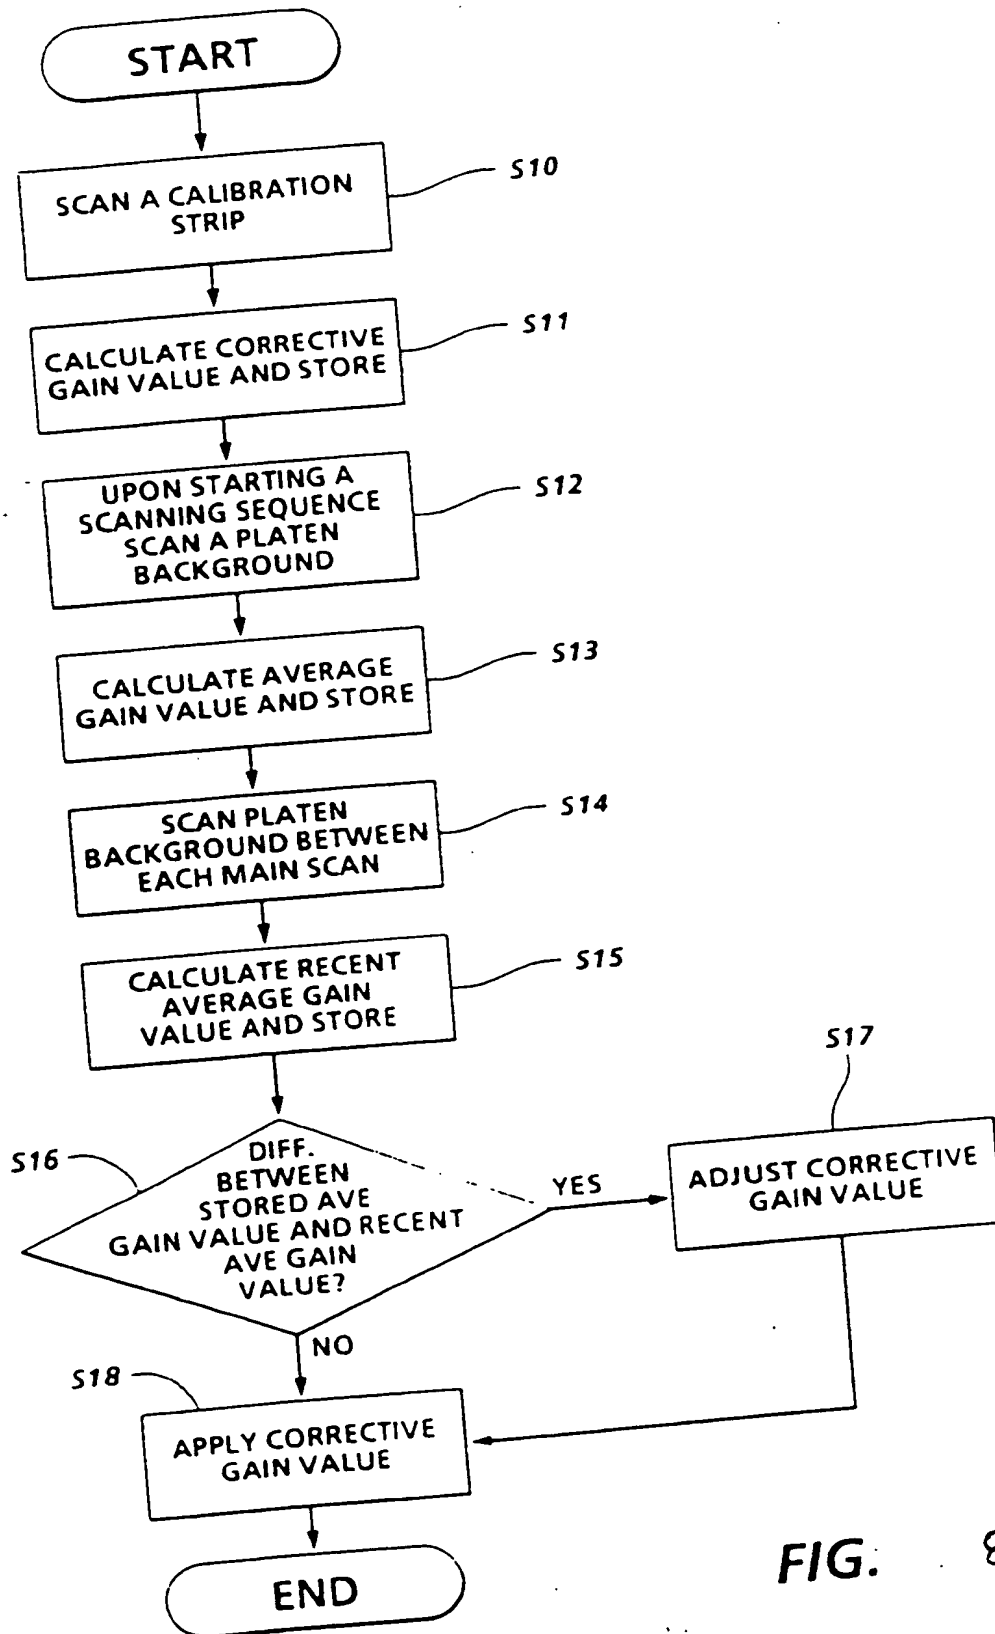 START
SCAN A CALIBRATION
STRIP
S10
CALCULATE CORRECTIVE
GAIN VALUE AND STORE
S11
UPON STARTING A
SCANNING SEQUENCE
SCAN A PLATEN
BACKGROUND
S12
CALCULATE AVERAGE
GAIN VALUE AND STORE
S13
SCAN PLATEN
BACKGROUND BETWEEN
EACH MAIN SCAN
S14
CALCULATE RECENT
AVERAGE GAIN
VALUE AND STORE
S15
S16
DIFF.
BETWEEN
STORED AVE
GAIN VALUE AND RECENT
AVE GAIN
VALUE?
YES
S17
ADJUST CORRECTIVE
GAIN VALUE
NO
S18
APPLY CORRECTIVE
GAIN VALUE
END
FIG. 8